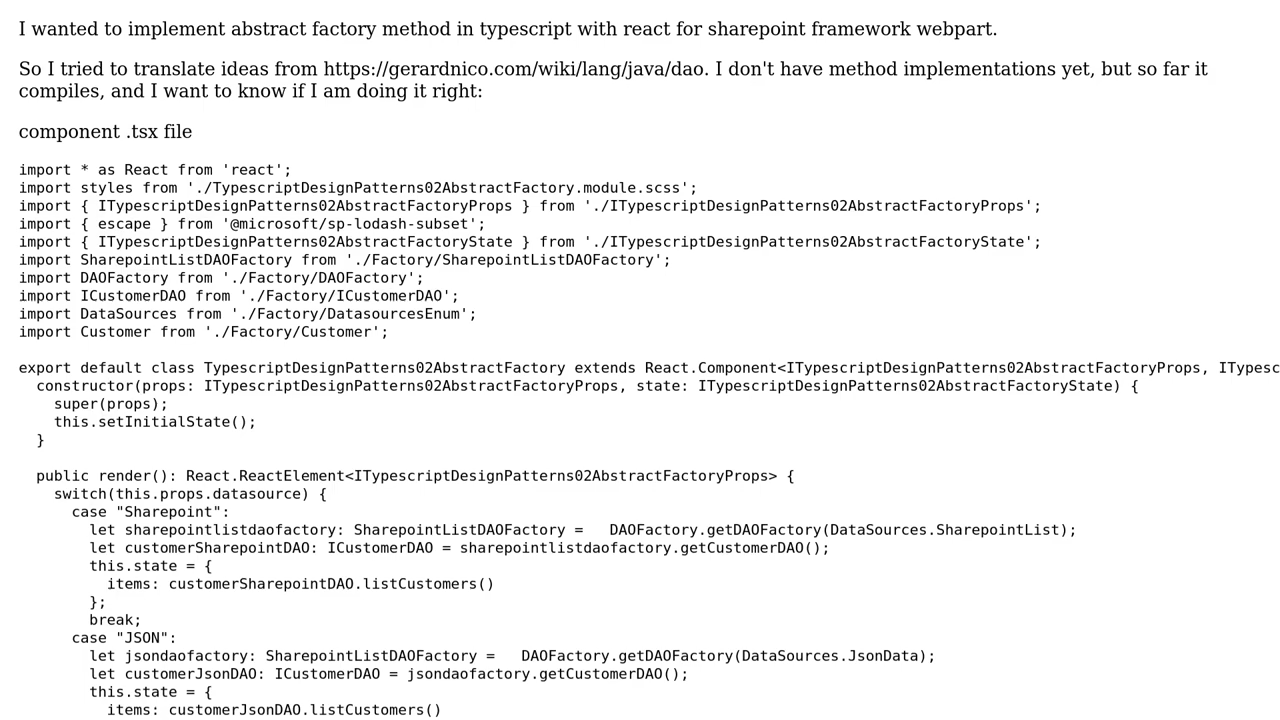 I wanted to implement abstract factory method in typescript with react for sharepoint framework webpart.
So I tried to translate ideas from https://gerardnico.com/wiki/lang/java/dao. I don't have method implementations yet, but so far it
compiles, and I want to know if I am doing it right:
component .tsx file
import * as React from 'react';
import styles from './TypescriptDesignPatterns02AbstractFactory.module.scss';
import { ITypescriptDesignPatterns02AbstractFactoryProps } from './ITypescriptDesignPatterns02AbstractFactoryProps';
import { escape } from '@microsoft/sp-lodash-subset';
import { ITypescriptDesignPatterns02AbstractFactoryState } from './ITypescriptDesignPatterns02AbstractFactoryState';
import SharepointListDAOFactory from './Factory/SharepointListDAOFactory';
import DAOFactory from './Factory/DAOFactory';
import ICustomerDAO from './Factory/ICustomerDAO';
import DataSources from './Factory/DatasourcesEnum';
import Customer from './Factory/Customer';
export default class TypescriptDesignPatterns02AbstractFactory extends React.Component<ITypescriptDesignPatterns02AbstractFactoryProps, ITypesc
  constructor(props: ITypescriptDesignPatterns02AbstractFactoryProps, state: ITypescriptDesignPatterns02AbstractFactoryState) {
    super(props);
    this.setInitialState();
  }
  public render(): React.ReactElement<ITypescriptDesignPatterns02AbstractFactoryProps> {
    switch(this.props.datasource) {
      case "Sharepoint":
        let sharepointlistdaofactory: SharepointListDAOFactory =   DAOFactory.getDAOFactory(DataSources.SharepointList);
        let customerSharepointDAO: ICustomerDAO = sharepointlistdaofactory.getCustomerDAO();
        this.state = {
          items: customerSharepointDAO.listCustomers()
        };
        break;
      case "JSON":
        let jsondaofactory: SharepointListDAOFactory =   DAOFactory.getDAOFactory(DataSources.JsonData);
        let customerJsonDAO: ICustomerDAO = jsondaofactory.getCustomerDAO();
        this.state = {
          items: customerJsonDAO.listCustomers()